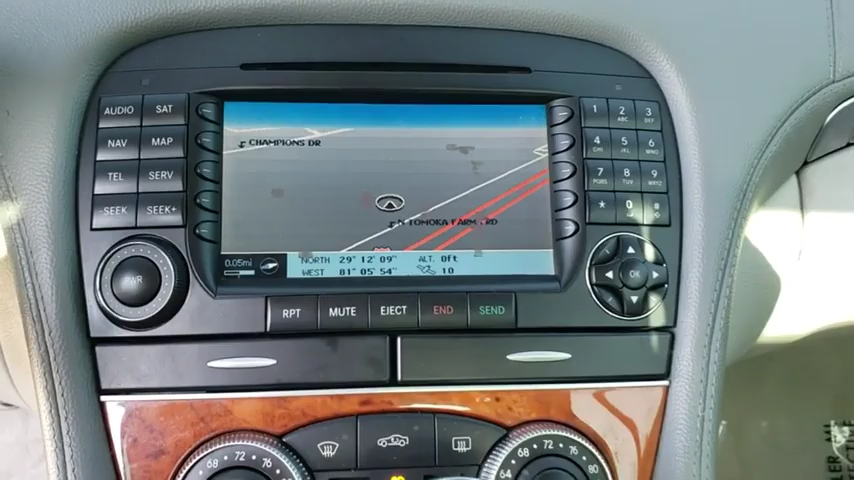 AUDIO SAT
NAV MAP
TEL SERV
-SEEK SEEK+
PWR
CHAMPIONS DR
N TOMOKA FARM RD
0.05mi
NORTH 29° 12' 09"
ALT. 0ft
WEST 81° 05' 54"
10
1 2 ABC 3 DEF
4 GHI 5 JKL 6 MNO
7 PQRS 8 TUV 9 WXYZ
* 0 #
OK
RPT MUTE EJECT END SEND
68 72 76
64 68 72 76 80